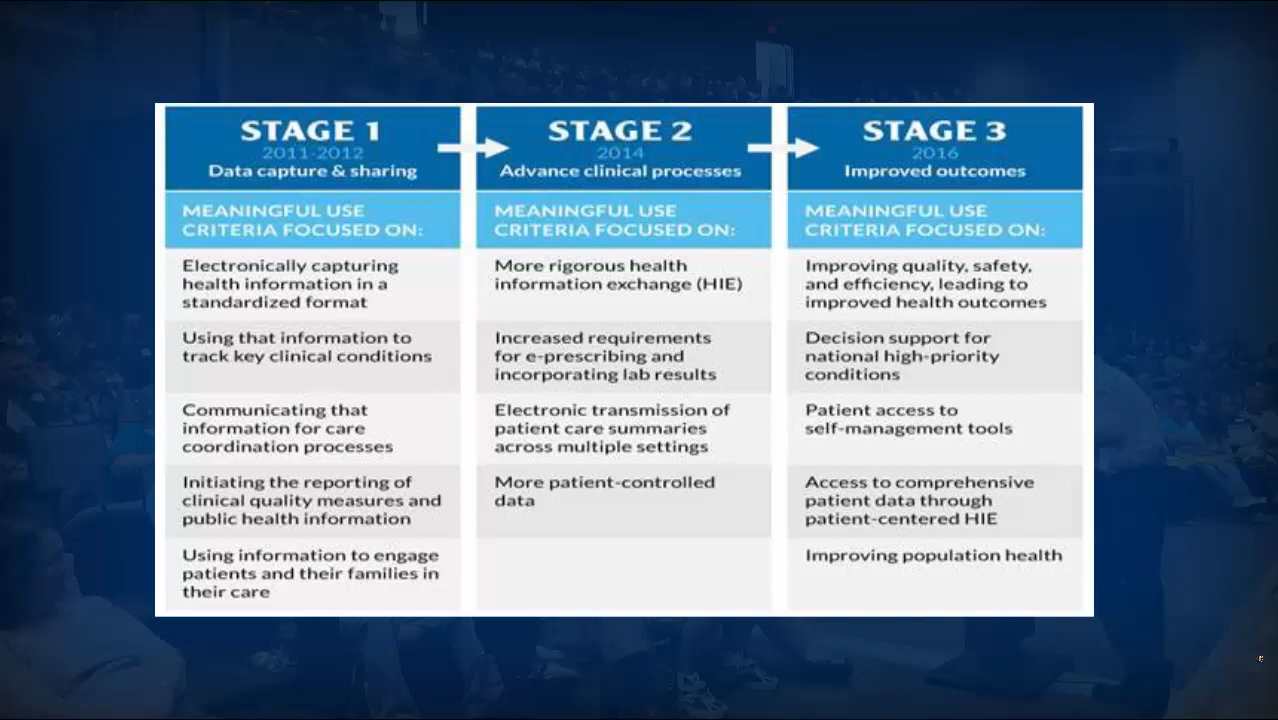 STAGE 1
2011-2012
Data capture & sharing
MEANINGFUL USE
CRITERIA FOCUSED ON:
Electronically capturing
health information in a
standardized format
Using that information to
track key clinical conditions
Communicating that
information for care
coordination processes
Initiating the reporting of
clinical quality measures and
public health information
Using information to engage
patients and their families in
their care
STAGE 2
2014
Advance clinical processes
MEANINGFUL USE
CRITERIA FOCUSED ON:
More rigorous health
information exchange (HIE)
Increased requirements
for e-prescribing and
incorporating lab results
Electronic transmission of
patient care summaries
across multiple settings
More patient-controlled
data
STAGE 3
2016
Improved outcomes
MEANINGFUL USE
CRITERIA FOCUSED ON:
Improving quality, safety,
and efficiency, leading to
improved health outcomes
Decision support for
national high-priority
conditions
Patient access to
self-management tools
Access to comprehensive
patient data through
patient-centered HIE
Improving population health